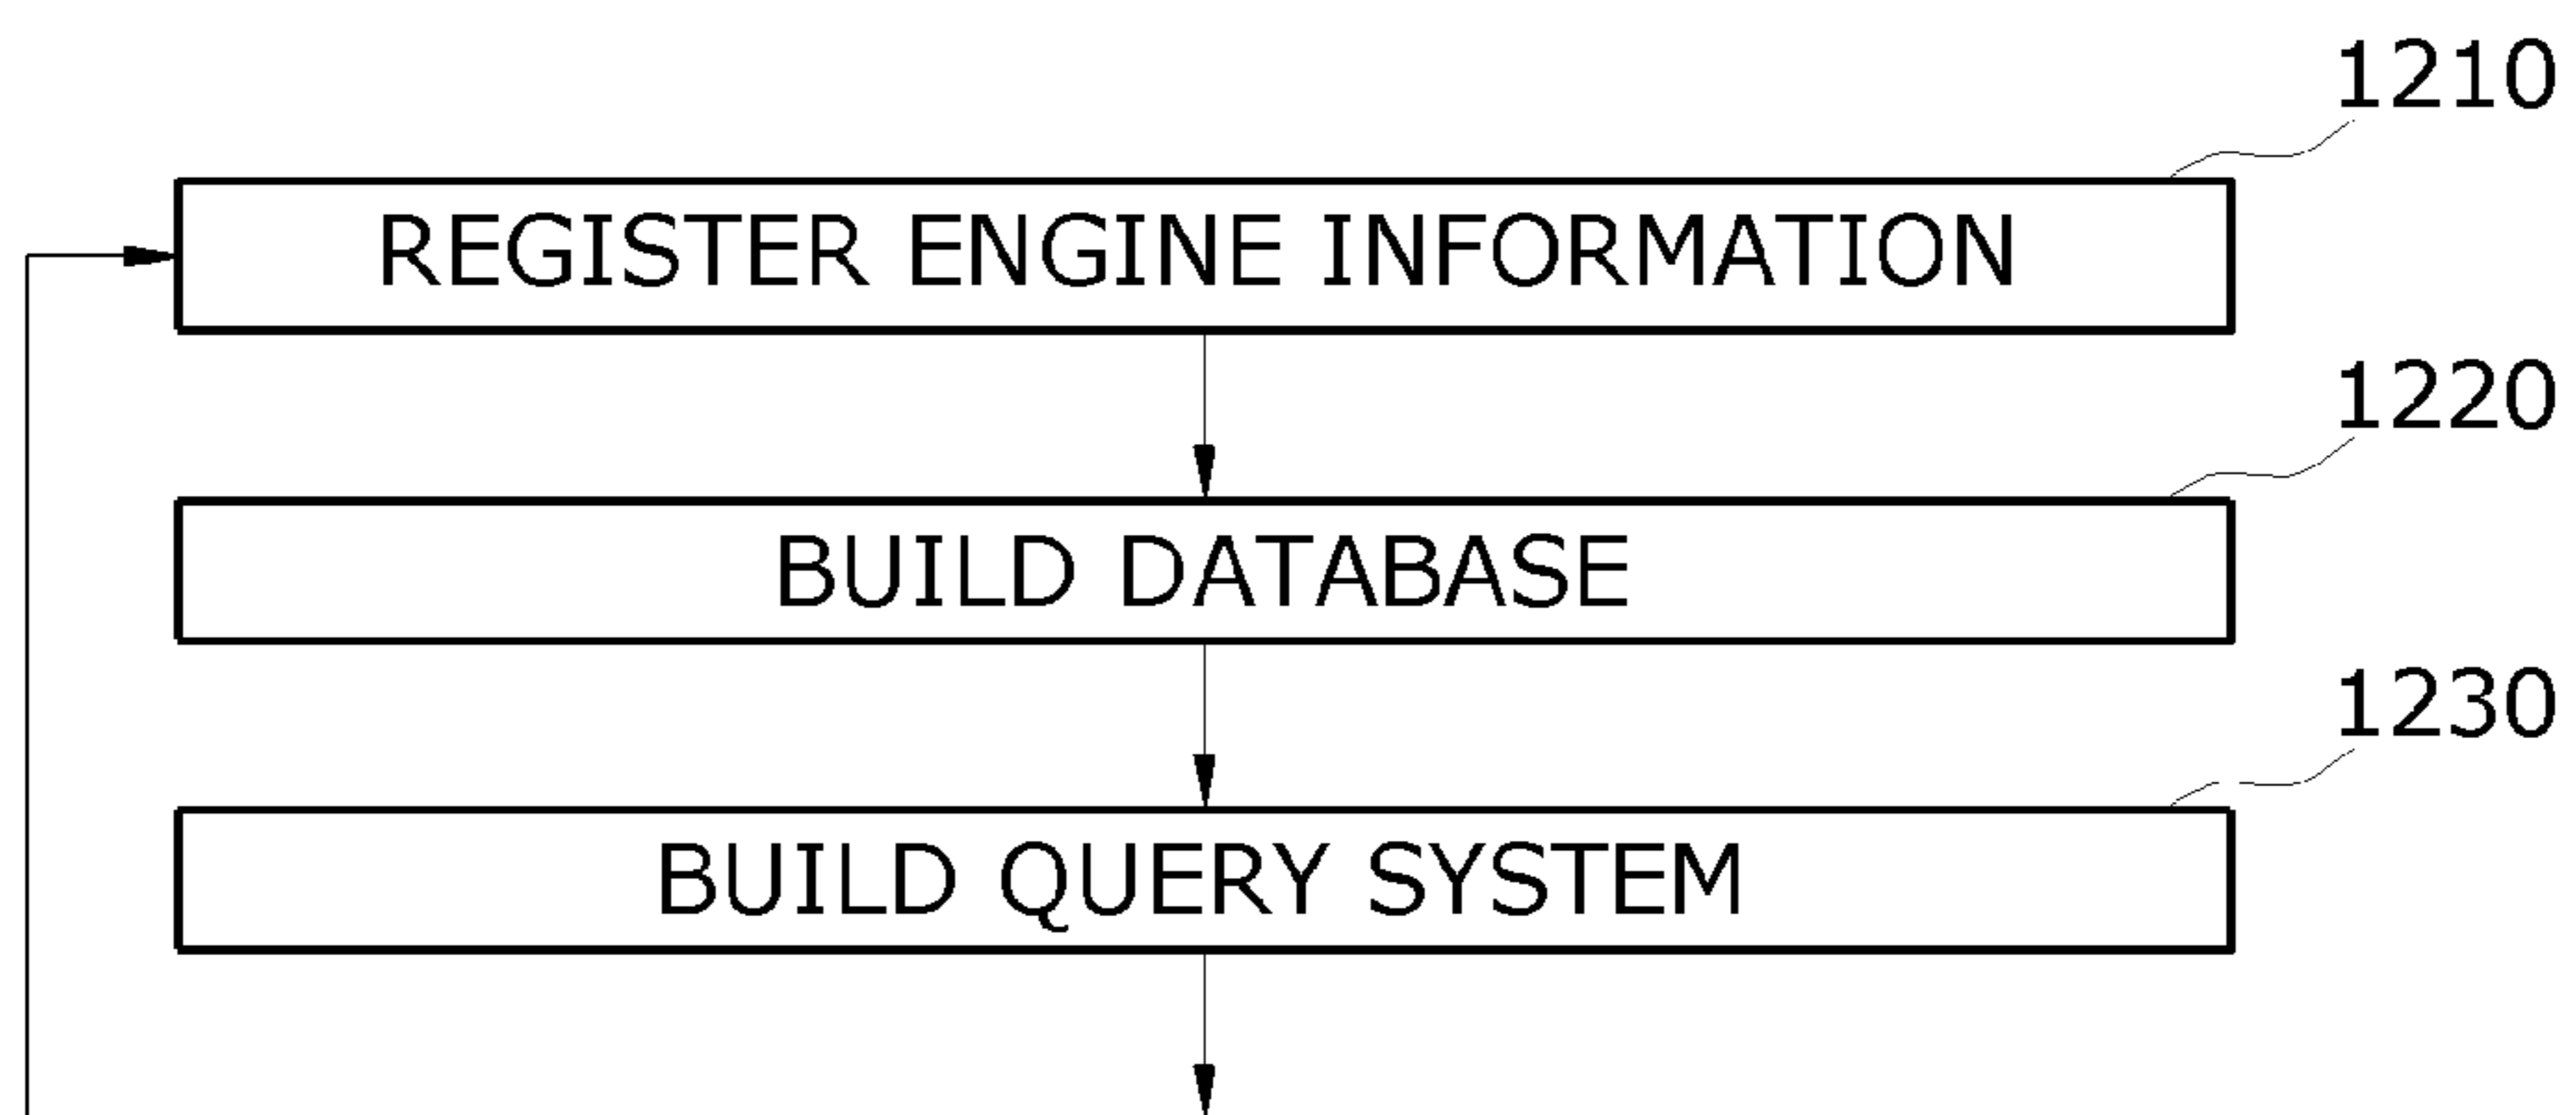 1210
REGISTER ENGINE INFORMATION
1220
BUILD DATABASE
1230
BUILD QUERY SYSTEM